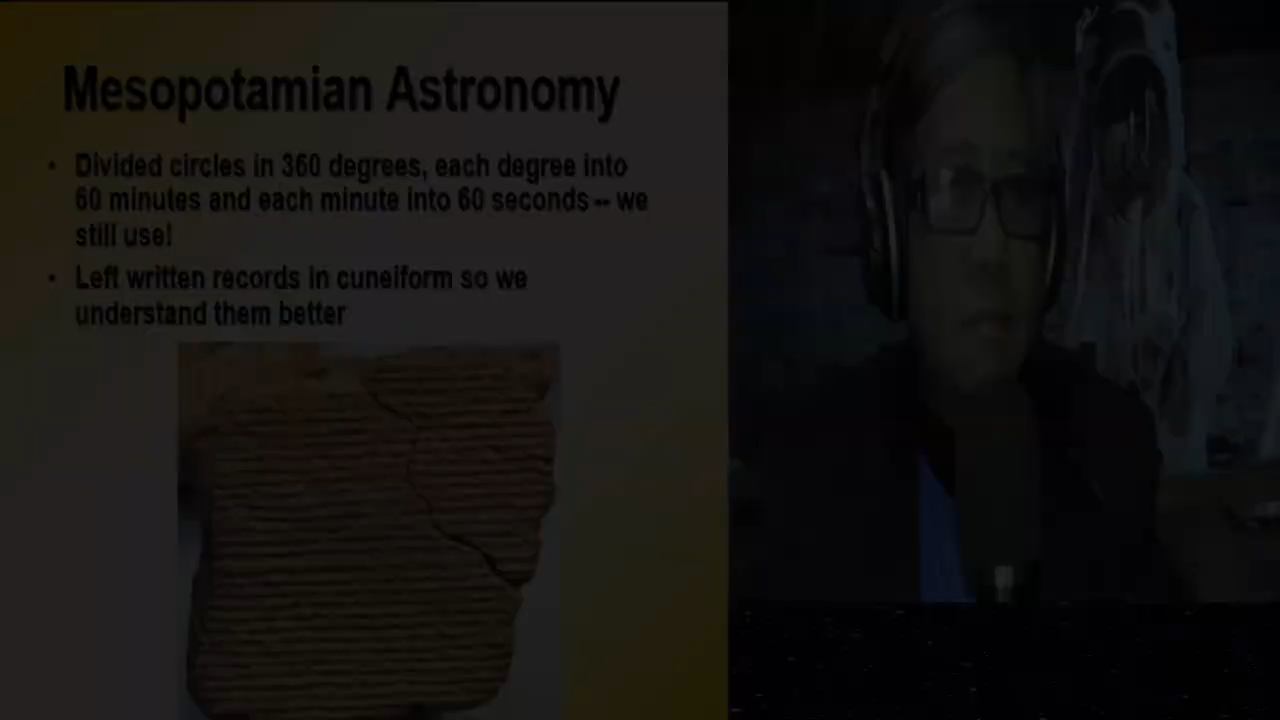 Mesopotamian Astronomy
• Divided circles in 360 degrees, each degree into
60 minutes and each minute into 60 seconds -- we
still use!
• Left written records in cuneiform so we
understand them better